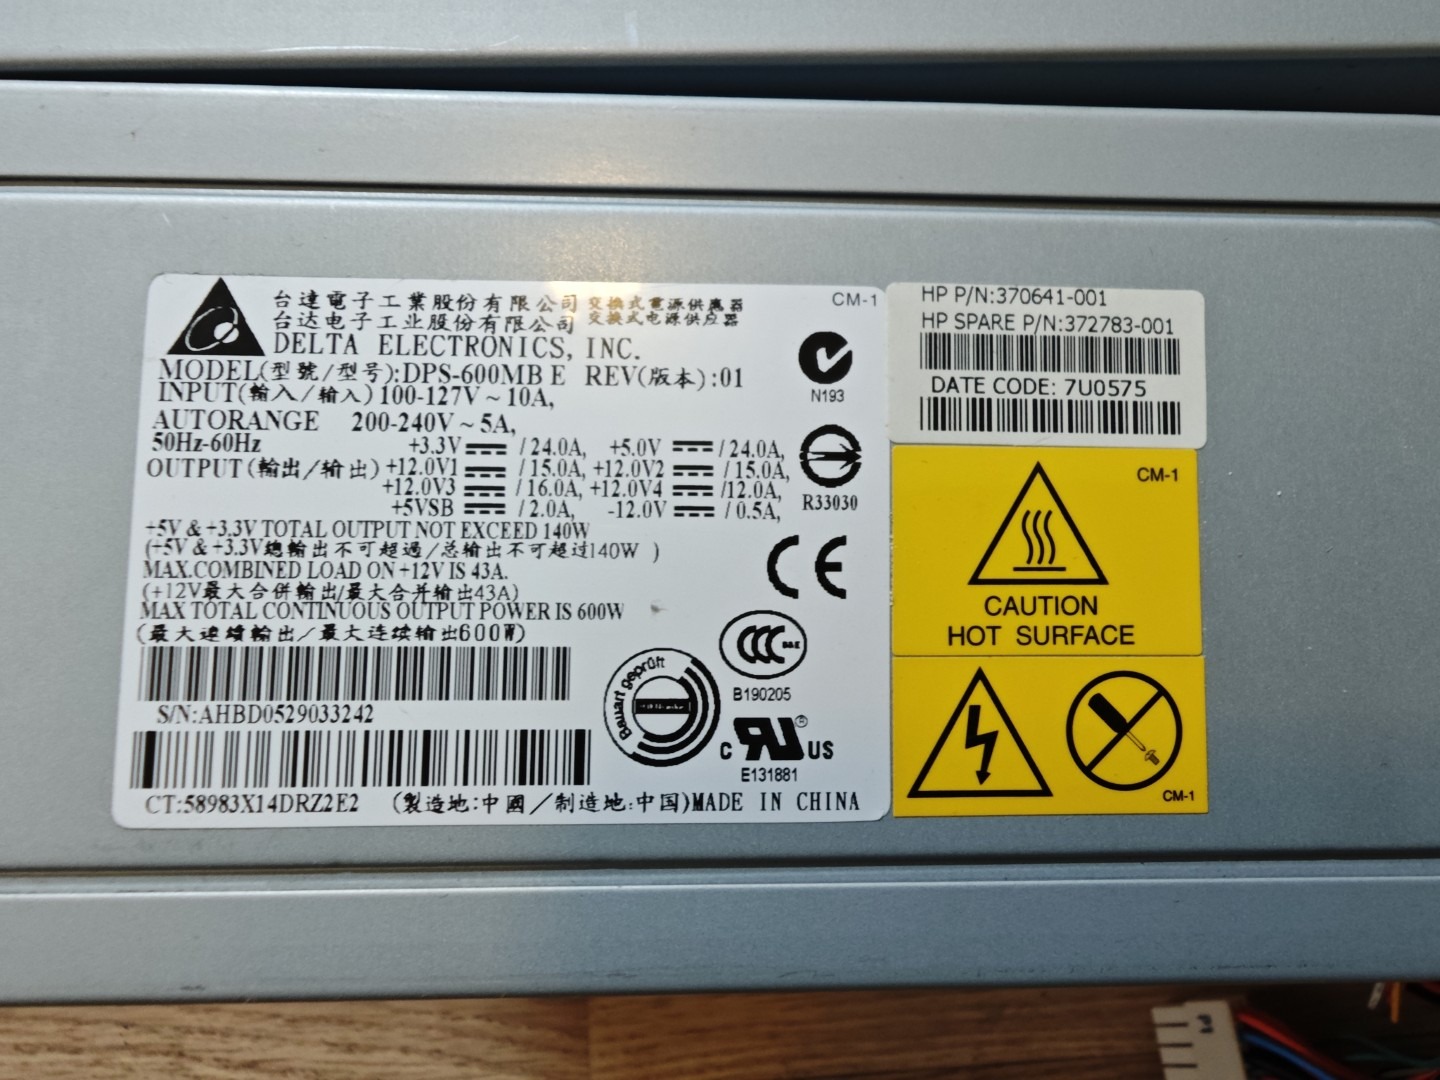 台達電子工業股份有限公司 交換式電源供應器
台达电子工业股份有限公司 交换式电源供应器
DELTA ELECTRONICS, INC.
CM-1
MODEL(型號/型号):DPS-600MB E REV(版本):01
INPUT(輸入/输入) 100-127V ~ 10A,
AUTORANGE 200-240V ~ 5A,
50Hz-60Hz
OUTPUT (輸出/输出)
+3.3V / 24.0A, +5.0V / 24.0A,
+12.0V1 / 15.0A, +12.0V2 / 15.0A,
+12.0V3 / 16.0A, +12.0V4 /12.0A,
+5VSB / 2.0A, -12.0V / 0.5A,
+5V & +3.3V TOTAL OUTPUT NOT EXCEED 140W
(+5V & +3.3V總輸出不可超過/总输出不可超过140W )
MAX.COMBINED LOAD ON +12V IS 43A.
(+12V最大合併輸出/最大合并输出43A)
MAX TOTAL CONTINUOUS OUTPUT POWER IS 600W
(最大連續輸出/最大连续输出600W)
S/N:AHBD0529033242
CT:58983X14DRZ2E2 (製造地:中國/制造地:中国)MADE IN CHINA
N193
R33030
CE
CCC S&E
B190205
Bauart geprüft
c RU ® US
E131881
HP P/N:370641-001
HP SPARE P/N:372783-001
DATE CODE: 7U0575
CM-1
CAUTION
HOT SURFACE
CM-1
P1